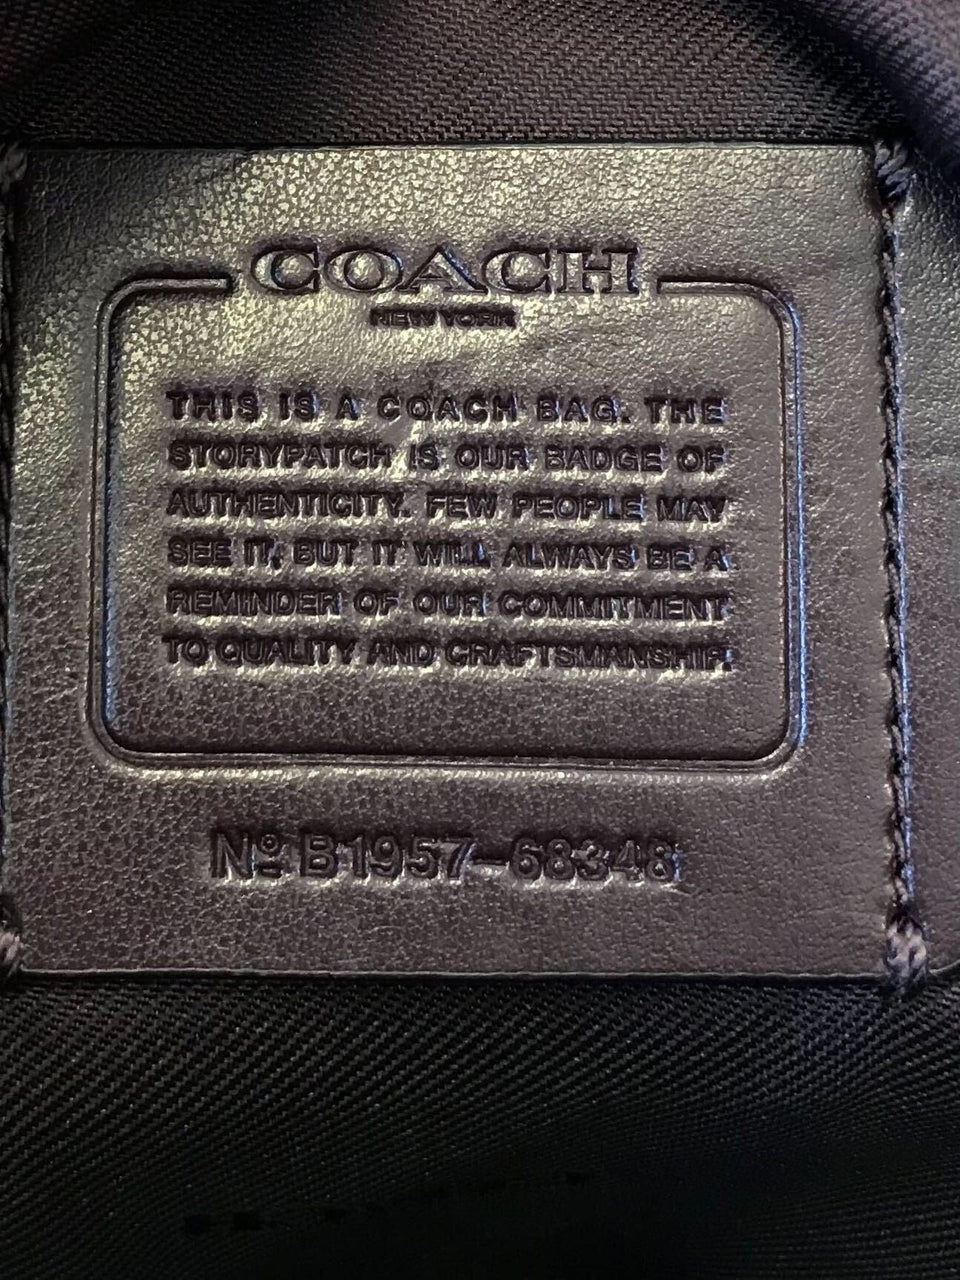 COACH
NEW YORK
THIS IS A COACH BAG. THE
STORYPATCH IS OUR BADGE OF
AUTHENTICITY. FEW PEOPLE MAY
SEE IT, BUT IT WILL ALWAYS BE A
REMINDER OF OUR COMMITMENT
TO QUALITY AND CRAFTSMANSHIP.
Nº B1957-68348